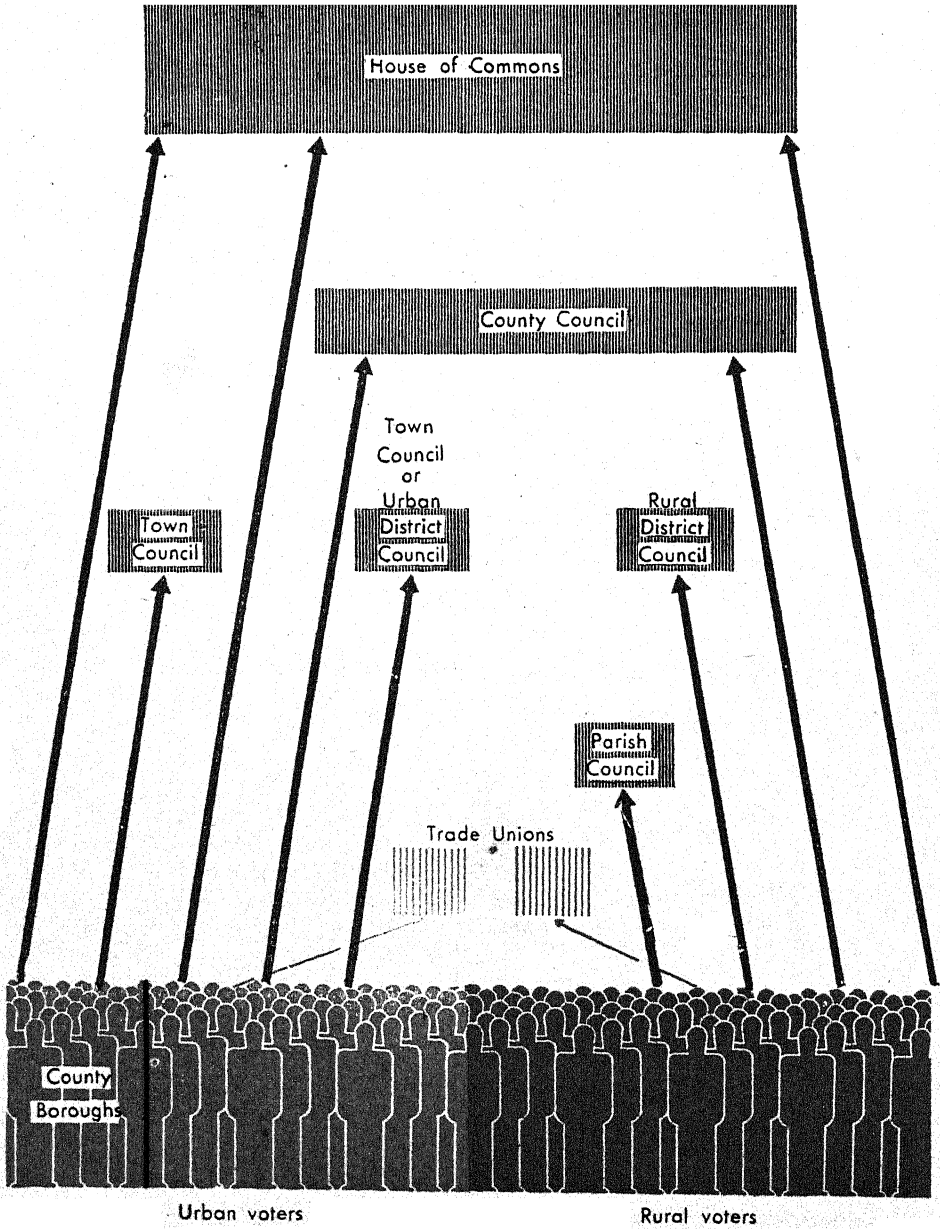 House of Commons
County Council
Town
Council
or
Urban
District
Council
Town
Council
Rural
District
Council
Parish
Council
Trade Unions
County
Boroughs
Urban voters
Rural voters